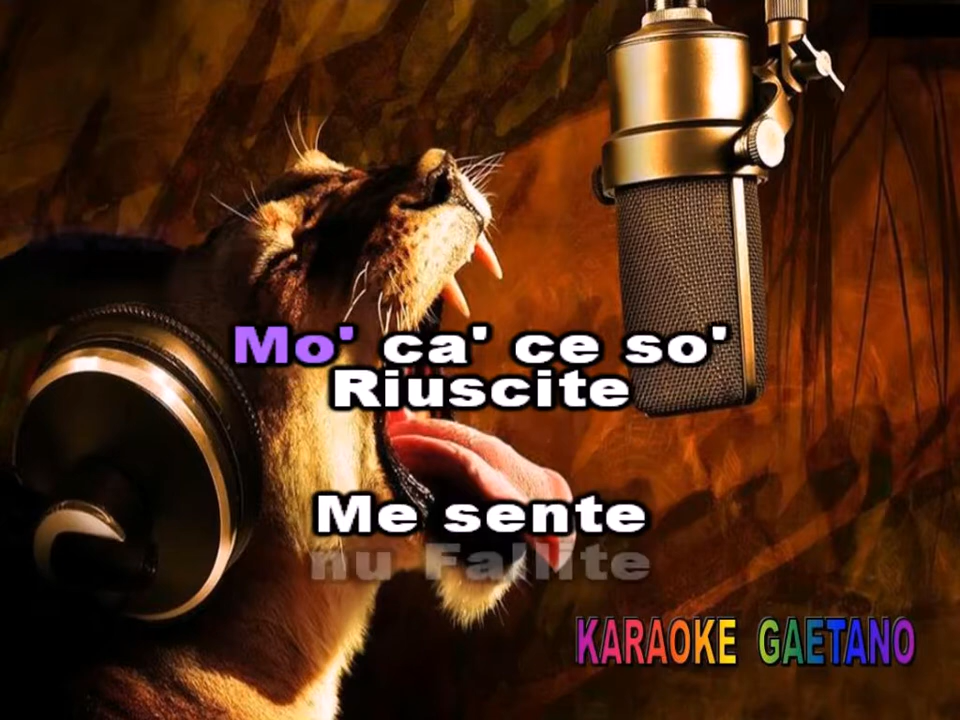 Mo' ca' ce so'
Riuscite
Me sente
nu Fallite
KARAOKE GAETANO